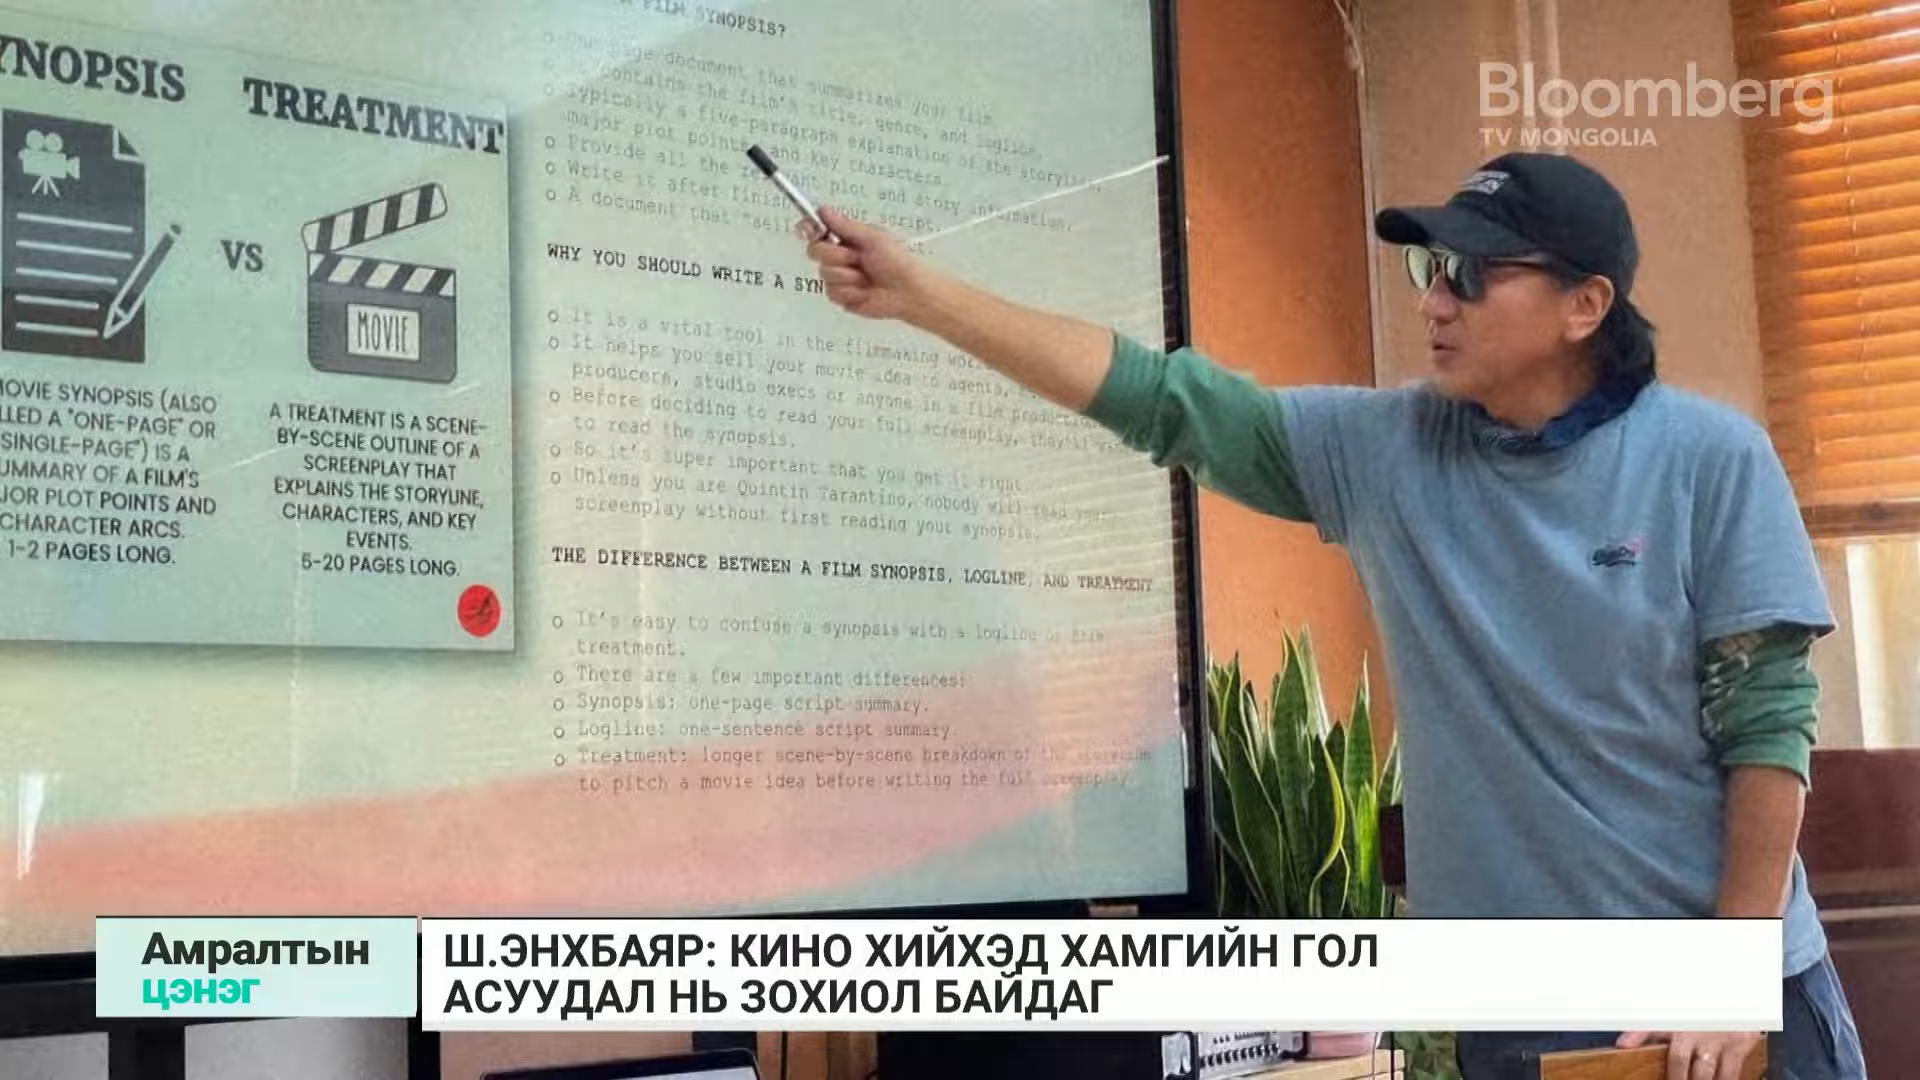 YNOPSIS
TREATMENT
VS
MOVIE
MOVIE SYNOPSIS (ALSO
LLED A "ONE-PAGE" OR
"SINGLE-PAGE") IS A
UMMARY OF A FILM'S
JOR PLOT POINTS AND
CHARACTER ARCS.
1-2 PAGES LONG.
A TREATMENT IS A SCENE-
BY-SCENE OUTLINE OF A
SCREENPLAY THAT
EXPLAINS THE STORYLINE,
CHARACTERS, AND KEY
EVENTS.
5-20 PAGES LONG.
FILM SYNOPSIS?
o One page document that summarizes your film.
o contains the film's title, genre, and logline.
o Typically a five-paragraph explanation of the storyline,
major plot points and key characters.
o Provide all the relevant plot and story information.
o Write it after finish your script.
o A document that "sell
WHY YOU SHOULD WRITE A SYN
o It is a vital tool in the filmmaking
o It helps you sell your movie idea to agents,
producers, studio execs or anyone in a film production
o Before deciding to read your full screenplay, they'll
to read the synopsis.
o So it's super important that you get it right.
o Unless you are Quintin Tarantino, nobody will read your
screenplay without first reading your synopsis.
THE DIFFERENCE BETWEEN A FILM SYNOPSIS, LOGLINE, AND TREATMENT
o It's easy to confuse a synopsis with a logline or film
treatment.
o There are a few important differences:
o Synopsis: one-page script summary.
o Logline: one-sentence script summary.
o Treatment: longer scene-by-scene breakdown of the
to pitch a movie idea before writing the full screenplay.
Bloomberg
TV MONGOLIA
Амралтын
цэнэг
Ш.ЭНХБАЯР: КИНО ХИЙХЭД ХАМГИЙН ГОЛ
АСУУДАЛ НЬ ЗОХИОЛ БАЙДАГ